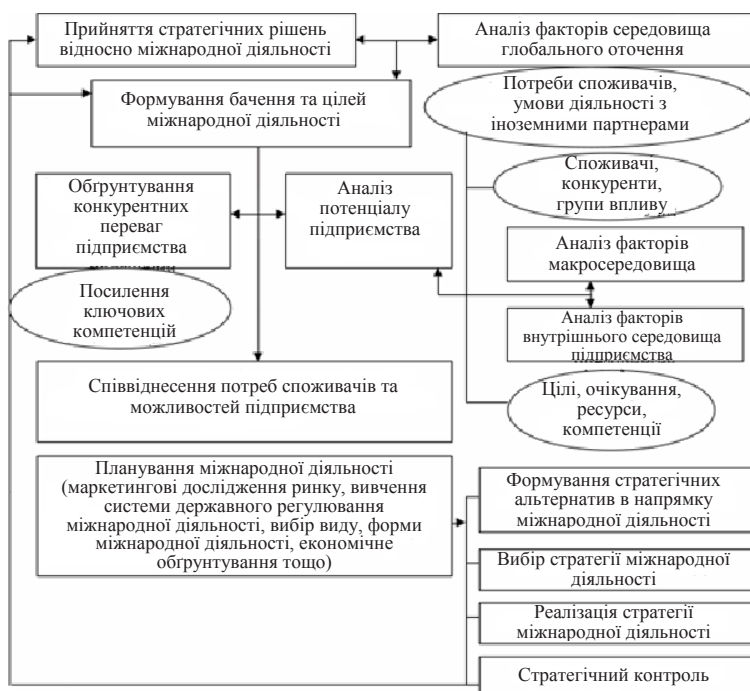 Прийняття стратегічних рішень
відносно міжнародної діяльності
Аналіз факторів середовища
глобального оточення
Формування бачення та цілей
міжнародної діяльності
Потреби споживачів,
умови діяльності з
іноземними партнерами
Споживачі,
конкуренти,
групи впливу
Обґрунтування
конкурентних
переваг
підприємства
Аналіз
потенціалу
підприємства
Аналіз факторів
макросередовища
Посилення
ключових
компетенцій
Аналіз факторів
внутрішнього середовища
підприємства
Співвіднесення потреб споживачів та
можливостей підприємства
Цілі, очікування,
ресурси,
компетенції
Планування міжнародної діяльності
(маркетингові дослідження ринку, вивчення
системи державного регулювання
міжнародної діяльності, вибір виду, форми
міжнародної діяльності, економічне
обґрунтування тощо)
Формування стратегічних
альтернатив в напрямку
міжнародної діяльності
Вибір стратегії міжнародної
діяльності
Реалізація стратегії
міжнародної діяльності
Стратегічний контроль